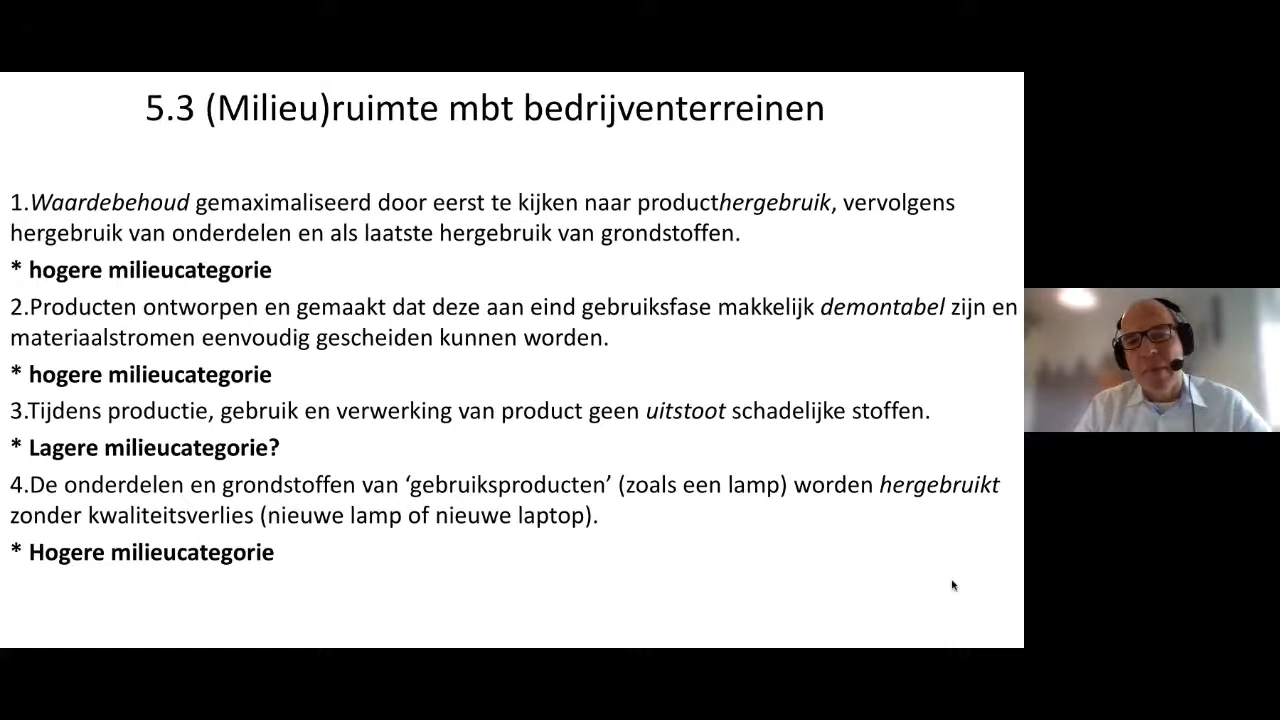 5.3 (Milieu)ruimte mbt bedrijventerreinen
1.Waardebehoud gemaximaliseerd door eerst te kijken naar producthergebruik, vervolgens
hergebruik van onderdelen en als laatste hergebruik van grondstoffen.
* hogere milieucategorie
2.Producten ontworpen en gemaakt dat deze aan eind gebruiksfase makkelijk demontabel zijn en
materiaalstromen eenvoudig gescheiden kunnen worden.
* hogere milieucategorie
3.Tijdens productie, gebruik en verwerking van product geen uitstoot schadelijke stoffen.
* Lagere milieucategorie?
4.De onderdelen en grondstoffen van ‘gebruiksproducten’ (zoals een lamp) worden hergebruikt
zonder kwaliteitsverlies (nieuwe lamp of nieuwe laptop).
* Hogere milieucategorie